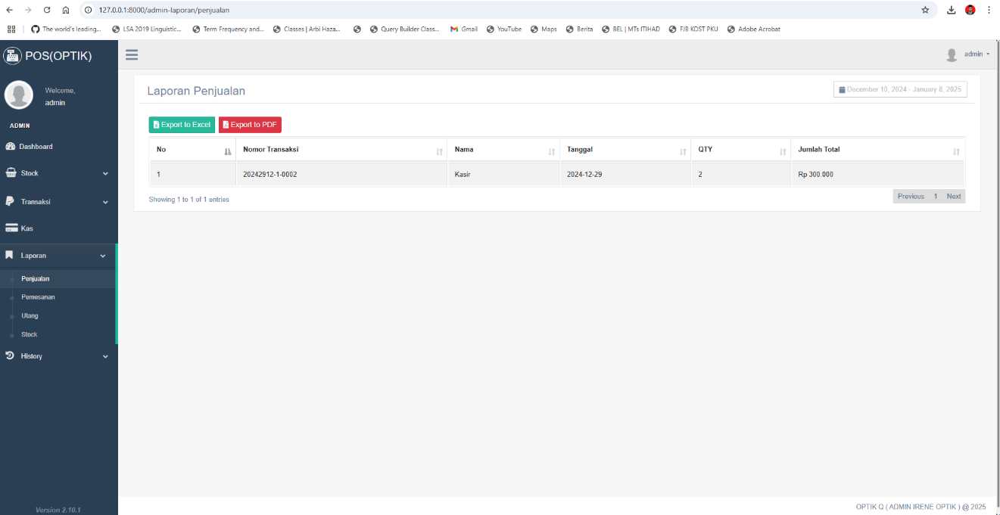 127.0.0.1:8000/admin-laporan/penjualan
The world's leading... LSA 2019 Linguistic... Term Frequency and... Classes | Arbi Haza... Query Builder Class... Gmail YouTube Maps Berita BEL | MTs ITIHAD FJB KOST PKU Adobe Acrobat
POS(OPTIK)
admin
Welcome,
admin
ADMIN
Dashboard
Stock
Transaksi
Kas
Laporan
Penjualan
Pemesanan
Utang
Stock
History
Version 2.10.1
Laporan Penjualan
December 10, 2024 - January 8, 2025
Export to Excel Export to PDF
No Nomor Transaksi Nama Tanggal QTY Jumlah Total
1 20242912-1-0002 Kasir 2024-12-29 2 Rp 300.000
Showing 1 to 1 of 1 entries
Previous 1 Next
OPTIK Q ( ADMIN IRENE OPTIK ) @ 2025